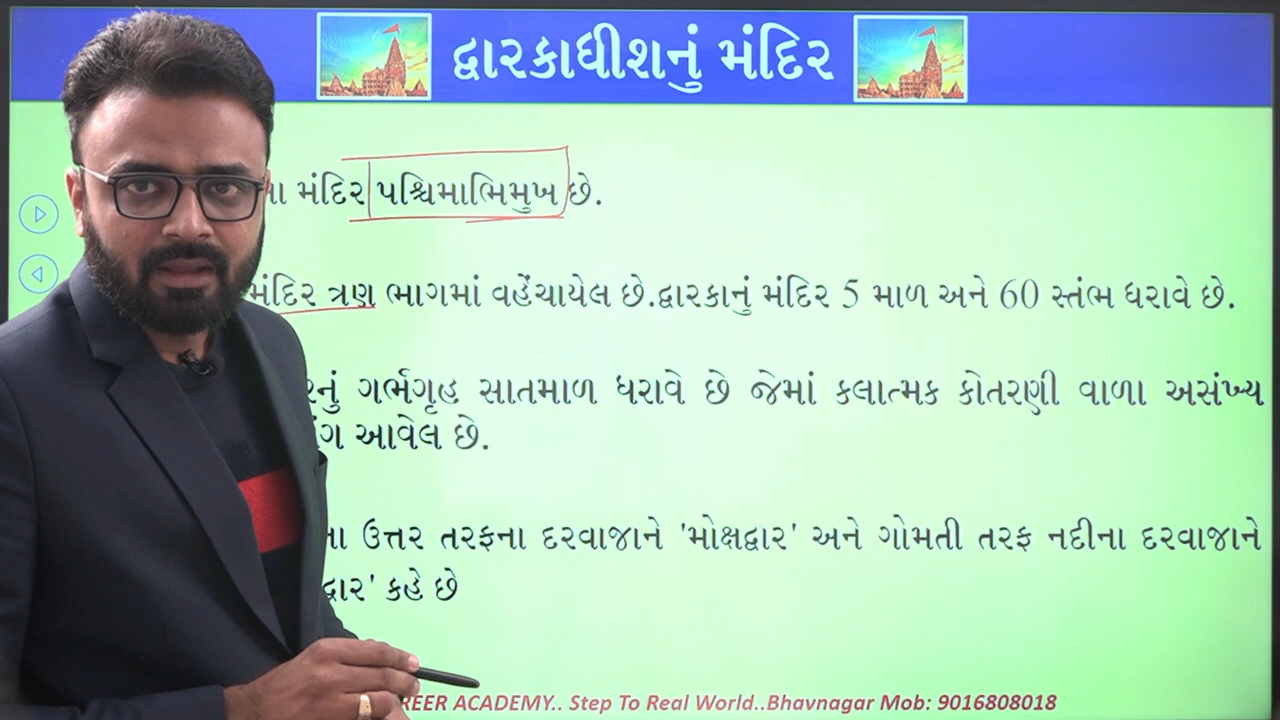 દ્વારકાધીશનું મંદિર
મંદિર પશ્ચિમાભિમુખ છે.
મંદિર ત્રણ ભાગમાં વહેંચાયેલ છે.દ્વારકાનું મંદિર 5 માળ અને 60 સ્તંભ ધરાવે છે.
ગર્ભગૃહ સાતમાળ ધરાવે છે જેમાં કલાત્મક કોતરણી વાળા અસંખ્ય
આવેલ છે.
ઉત્તર તરફના દરવાજાને 'મોક્ષદ્વાર' અને ગોમતી તરફ નદીના દરવાજાને
દ્વાર' કહે છે
REER ACADEMY.. Step To Real World..Bhavnagar Mob: 9016808018